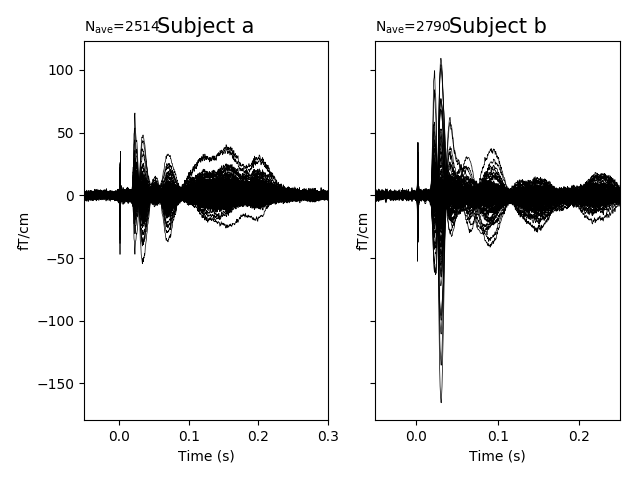 N_ave=2514 Subject a
N_ave=2790 Subject b
100
50
0
−50
−100
−150
fT/cm
fT/cm
0.0 0.1 0.2 0.3
0.0 0.1 0.2
Time (s)
Time (s)